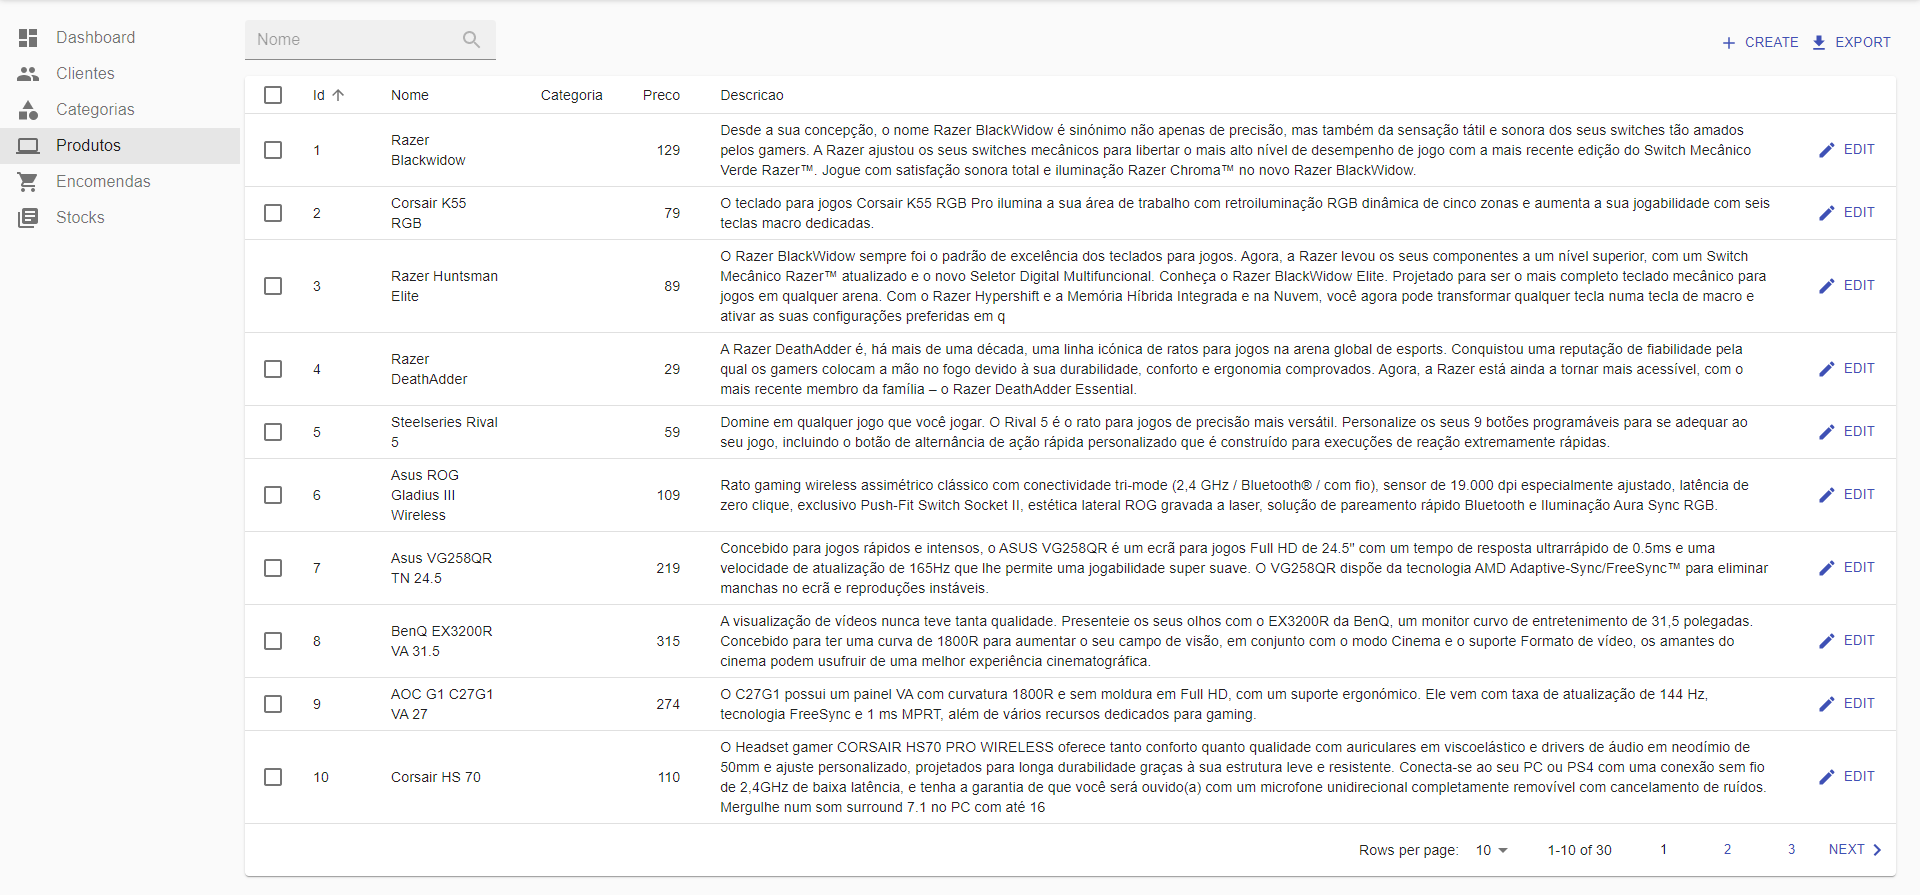 Dashboard
Clientes
Categorias
Produtos
Encomendas
Stocks
Nome
CREATE EXPORT
Id Nome Categoria Preco Descricao
1 Razer Blackwidow 129
Desde a sua concepção, o nome Razer BlackWidow é sinónimo não apenas de precisão, mas também da sensação tátil e sonora dos seus switches tão amados
pelos gamers. A Razer ajustou os seus switches mecânicos para libertar o mais alto nível de desempenho de jogo com a mais recente edição do Switch Mecânico
Verde Razer™. Jogue com satisfação sonora total e iluminação Razer Chroma™ no novo Razer BlackWidow.
EDIT
2 Corsair K55 RGB 79
O teclado para jogos Corsair K55 RGB Pro ilumina a sua área de trabalho com retroiluminação RGB dinâmica de cinco zonas e aumenta a sua jogabilidade com seis
teclas macro dedicadas.
EDIT
3 Razer Huntsman Elite 89
O Razer BlackWidow sempre foi o padrão de excelência dos teclados para jogos. Agora, a Razer levou os seus componentes a um nível superior, com um Switch
Mecânico Razer™ atualizado e o novo Seletor Digital Multifuncional. Conheça o Razer BlackWidow Elite. Projetado para ser o mais completo teclado mecânico para
jogos em qualquer arena. Com o Razer Hypershift e a Memória Híbrida Integrada e na Nuvem, você agora pode transformar qualquer tecla numa tecla de macro e
ativar as suas configurações preferidas em q
EDIT
4 Razer DeathAdder 29
A Razer DeathAdder é, há mais de uma década, uma linha icónica de ratos para jogos na arena global de esports. Conquistou uma reputação de fiabilidade pela
qual os gamers colocam a mão no fogo devido à sua durabilidade, conforto e ergonomia comprovados. Agora, a Razer está ainda a tornar mais acessível, com o
mais recente membro da família – o Razer DeathAdder Essential.
EDIT
5 Steelseries Rival 5 59
Domine em qualquer jogo que você jogar. O Rival 5 é o rato para jogos de precisão mais versátil. Personalize os seus 9 botões programáveis para se adequar ao
seu jogo, incluindo o botão de alternância de ação rápida personalizado que é construído para execuções de reação extremamente rápidas.
EDIT
6 Asus ROG Gladius III Wireless 109
Rato gaming wireless assimétrico clássico com conectividade tri-mode (2,4 GHz / Bluetooth® / com fio), sensor de 19.000 dpi especialmente ajustado, latência de
zero clique, exclusivo Push-Fit Switch Socket II, estética lateral ROG gravada a laser, solução de pareamento rápido Bluetooth e Iluminação Aura Sync RGB.
EDIT
7 Asus VG258QR TN 24.5 219
Concebido para jogos rápidos e intensos, o ASUS VG258QR é um ecrã para jogos Full HD de 24.5" com um tempo de resposta ultrarrápido de 0.5ms e uma
velocidade de atualização de 165Hz que lhe permite uma jogabilidade super suave. O VG258QR dispõe da tecnologia AMD Adaptive-Sync/FreeSync™ para eliminar
manchas no ecrã e reproduções instáveis.
EDIT
8 BenQ EX3200R VA 31.5 315
A visualização de vídeos nunca teve tanta qualidade. Presenteie os seus olhos com o EX3200R da BenQ, um monitor curvo de entretenimento de 31,5 polegadas.
Concebido para ter uma curva de 1800R para aumentar o seu campo de visão, em conjunto com o modo Cinema e o suporte Formato de vídeo, os amantes do
cinema podem usufruir de uma melhor experiência cinematográfica.
EDIT
9 AOC G1 C27G1 VA 27 274
O C27G1 possui um painel VA com curvatura 1800R e sem moldura em Full HD, com um suporte ergonómico. Ele vem com taxa de atualização de 144 Hz,
tecnologia FreeSync e 1 ms MPRT, além de vários recursos dedicados para gaming.
EDIT
10 Corsair HS 70 110
O Headset gamer CORSAIR HS70 PRO WIRELESS oferece tanto conforto quanto qualidade com auriculares em viscoelástico e drivers de áudio em neodímio de
50mm e ajuste personalizado, projetados para longa durabilidade graças à sua estrutura leve e resistente. Conecta-se ao seu PC ou PS4 com uma conexão sem fio
de 2,4GHz de baixa latência, e tenha a garantia de que você será ouvido(a) com um microfone unidirecional completamente removível com cancelamento de ruídos.
Mergulhe num som surround 7.1 no PC com até 16
EDIT
Rows per page: 10 1-10 of 30 1 2 3 NEXT